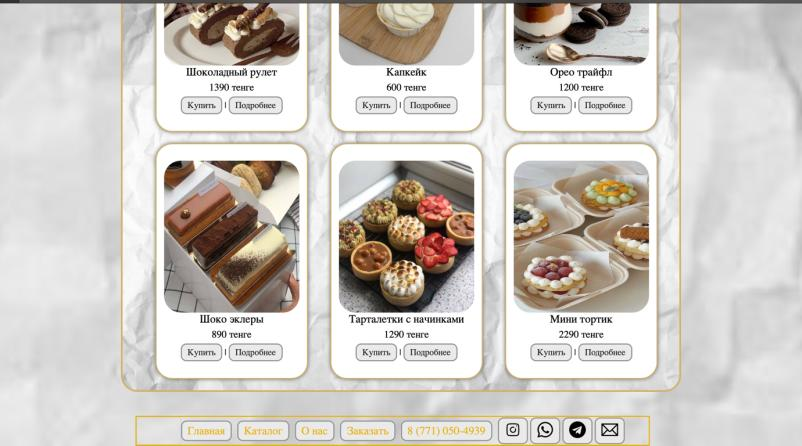 Шоколадный рулет
1390 тенге
Купить | Подробнее
Капкейк
600 тенге
Купить | Подробнее
Орео трайфл
1200 тенге
Купить | Подробнее
Шоко эклеры
890 тенге
Купить | Подробнее
Тарталетки с начинками
1290 тенге
Купить | Подробнее
Мини тортик
2290 тенге
Купить | Подробнее
Главная Каталог О нас Заказать 8 (771) 050-4939